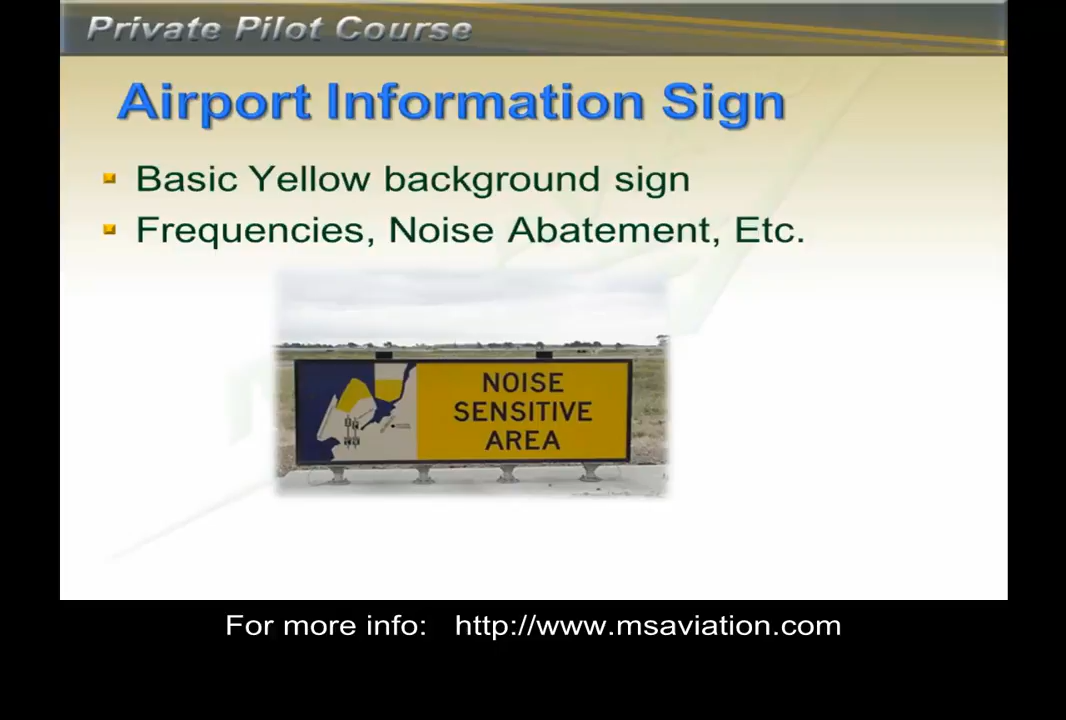 Private Pilot Course
Airport Information Sign
Basic Yellow background sign
Frequencies, Noise Abatement, Etc.
NOISE
SENSITIVE
AREA
For more info: http://www.msaviation.com